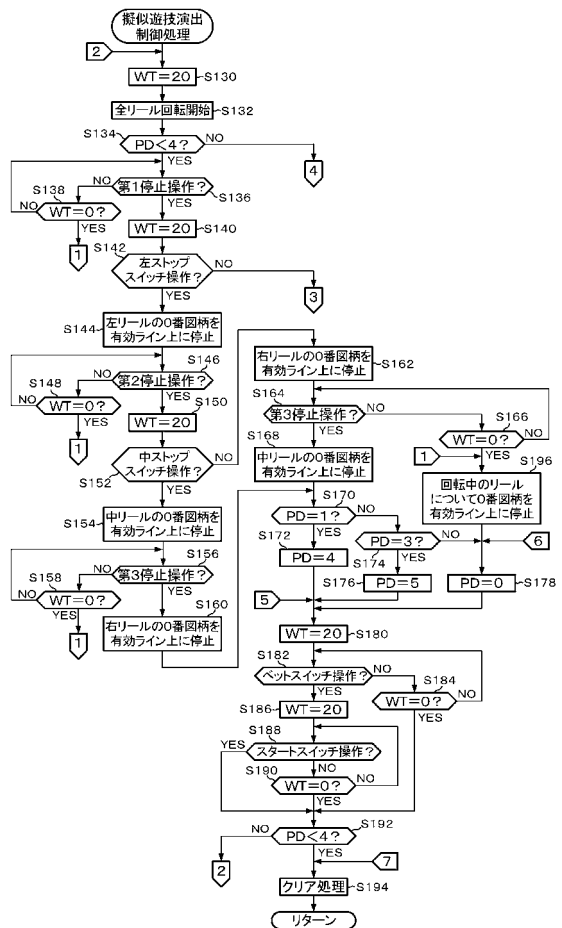 擬似遊技演出
制御処理
2
WT＝20
S130
全リール回転開始
S132
S134
PD＜4？
NO
YES
4
S138
NO
第1停止操作？
S136
NO
WT＝0？
YES
YES
1
WT＝20
S140
S142
左ストップ
スイッチ操作？
NO
YES
3
S144
左リールの0番図柄を
有効ライン上に停止
S146
第2停止操作？
NO
YES
S148
NO
WT＝0？
YES
1
S150
WT＝20
中ストップ
スイッチ操作？
NO
S152
YES
S154
中リールの0番図柄を
有効ライン上に停止
S156
第3停止操作？
NO
YES
S158
NO
WT＝0？
YES
1
S160
右リールの0番図柄を
有効ライン上に停止
右リールの0番図柄を
有効ライン上に停止
S162
S164
第3停止操作？
NO
YES
S166
WT＝0？
NO
YES
1
S168
中リールの0番図柄を
有効ライン上に停止
S196
回転中のリール
について0番図柄を
有効ライン上に停止
S170
PD＝1？
NO
YES
S172
PD＝4
PD＝3？
NO
S174
YES
6
5
S176
PD＝5
PD＝0
S178
WT＝20
S180
S182
ベットスイッチ操作？
NO
YES
S184
WT＝0？
NO
YES
S186
WT＝20
S188
YES
スタートスイッチ操作？
NO
S190
WT＝0？
NO
YES
S192
NO
PD＜4？
YES
2
7
クリア処理
S194
リターン